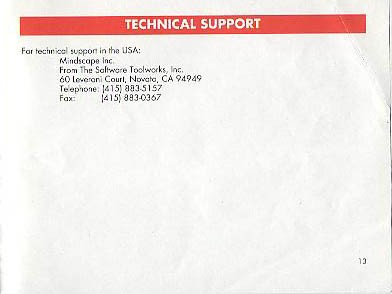 TECHNICAL SUPPORT
For technical support in the USA:
Mindscape Inc.
From The Software Toolworks, Inc.
60 Leveroni Court, Novato, CA 94949
Telephone: (415) 883-5157
Fax: (415) 883-0367
13